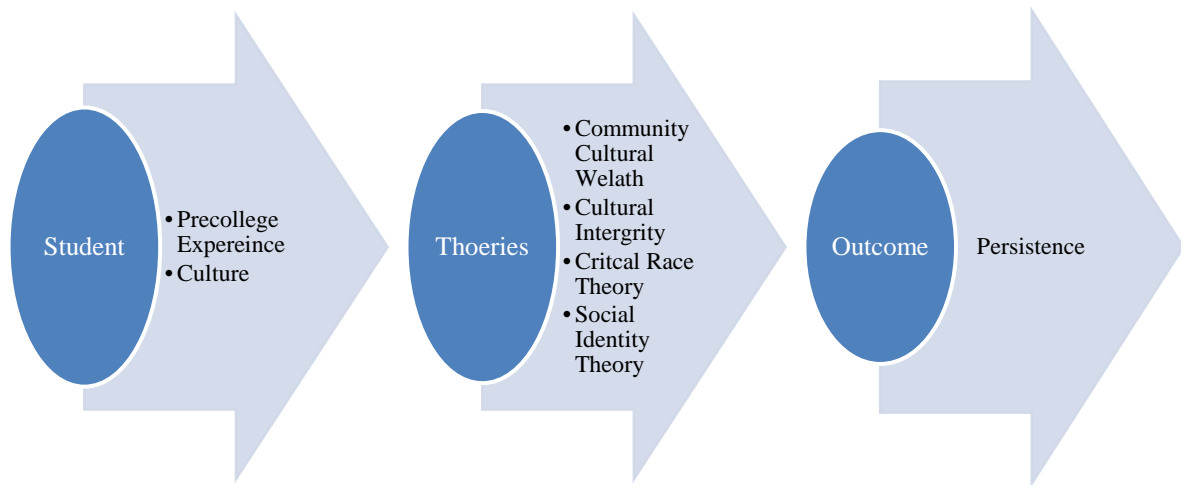 Student
• Precollege
Expereince
• Culture
Thoeries
• Community
Cultural
Welath
• Cultural
Intergrity
• Critcal Race
Theory
• Social
Identity
Theory
Outcome
Persistence